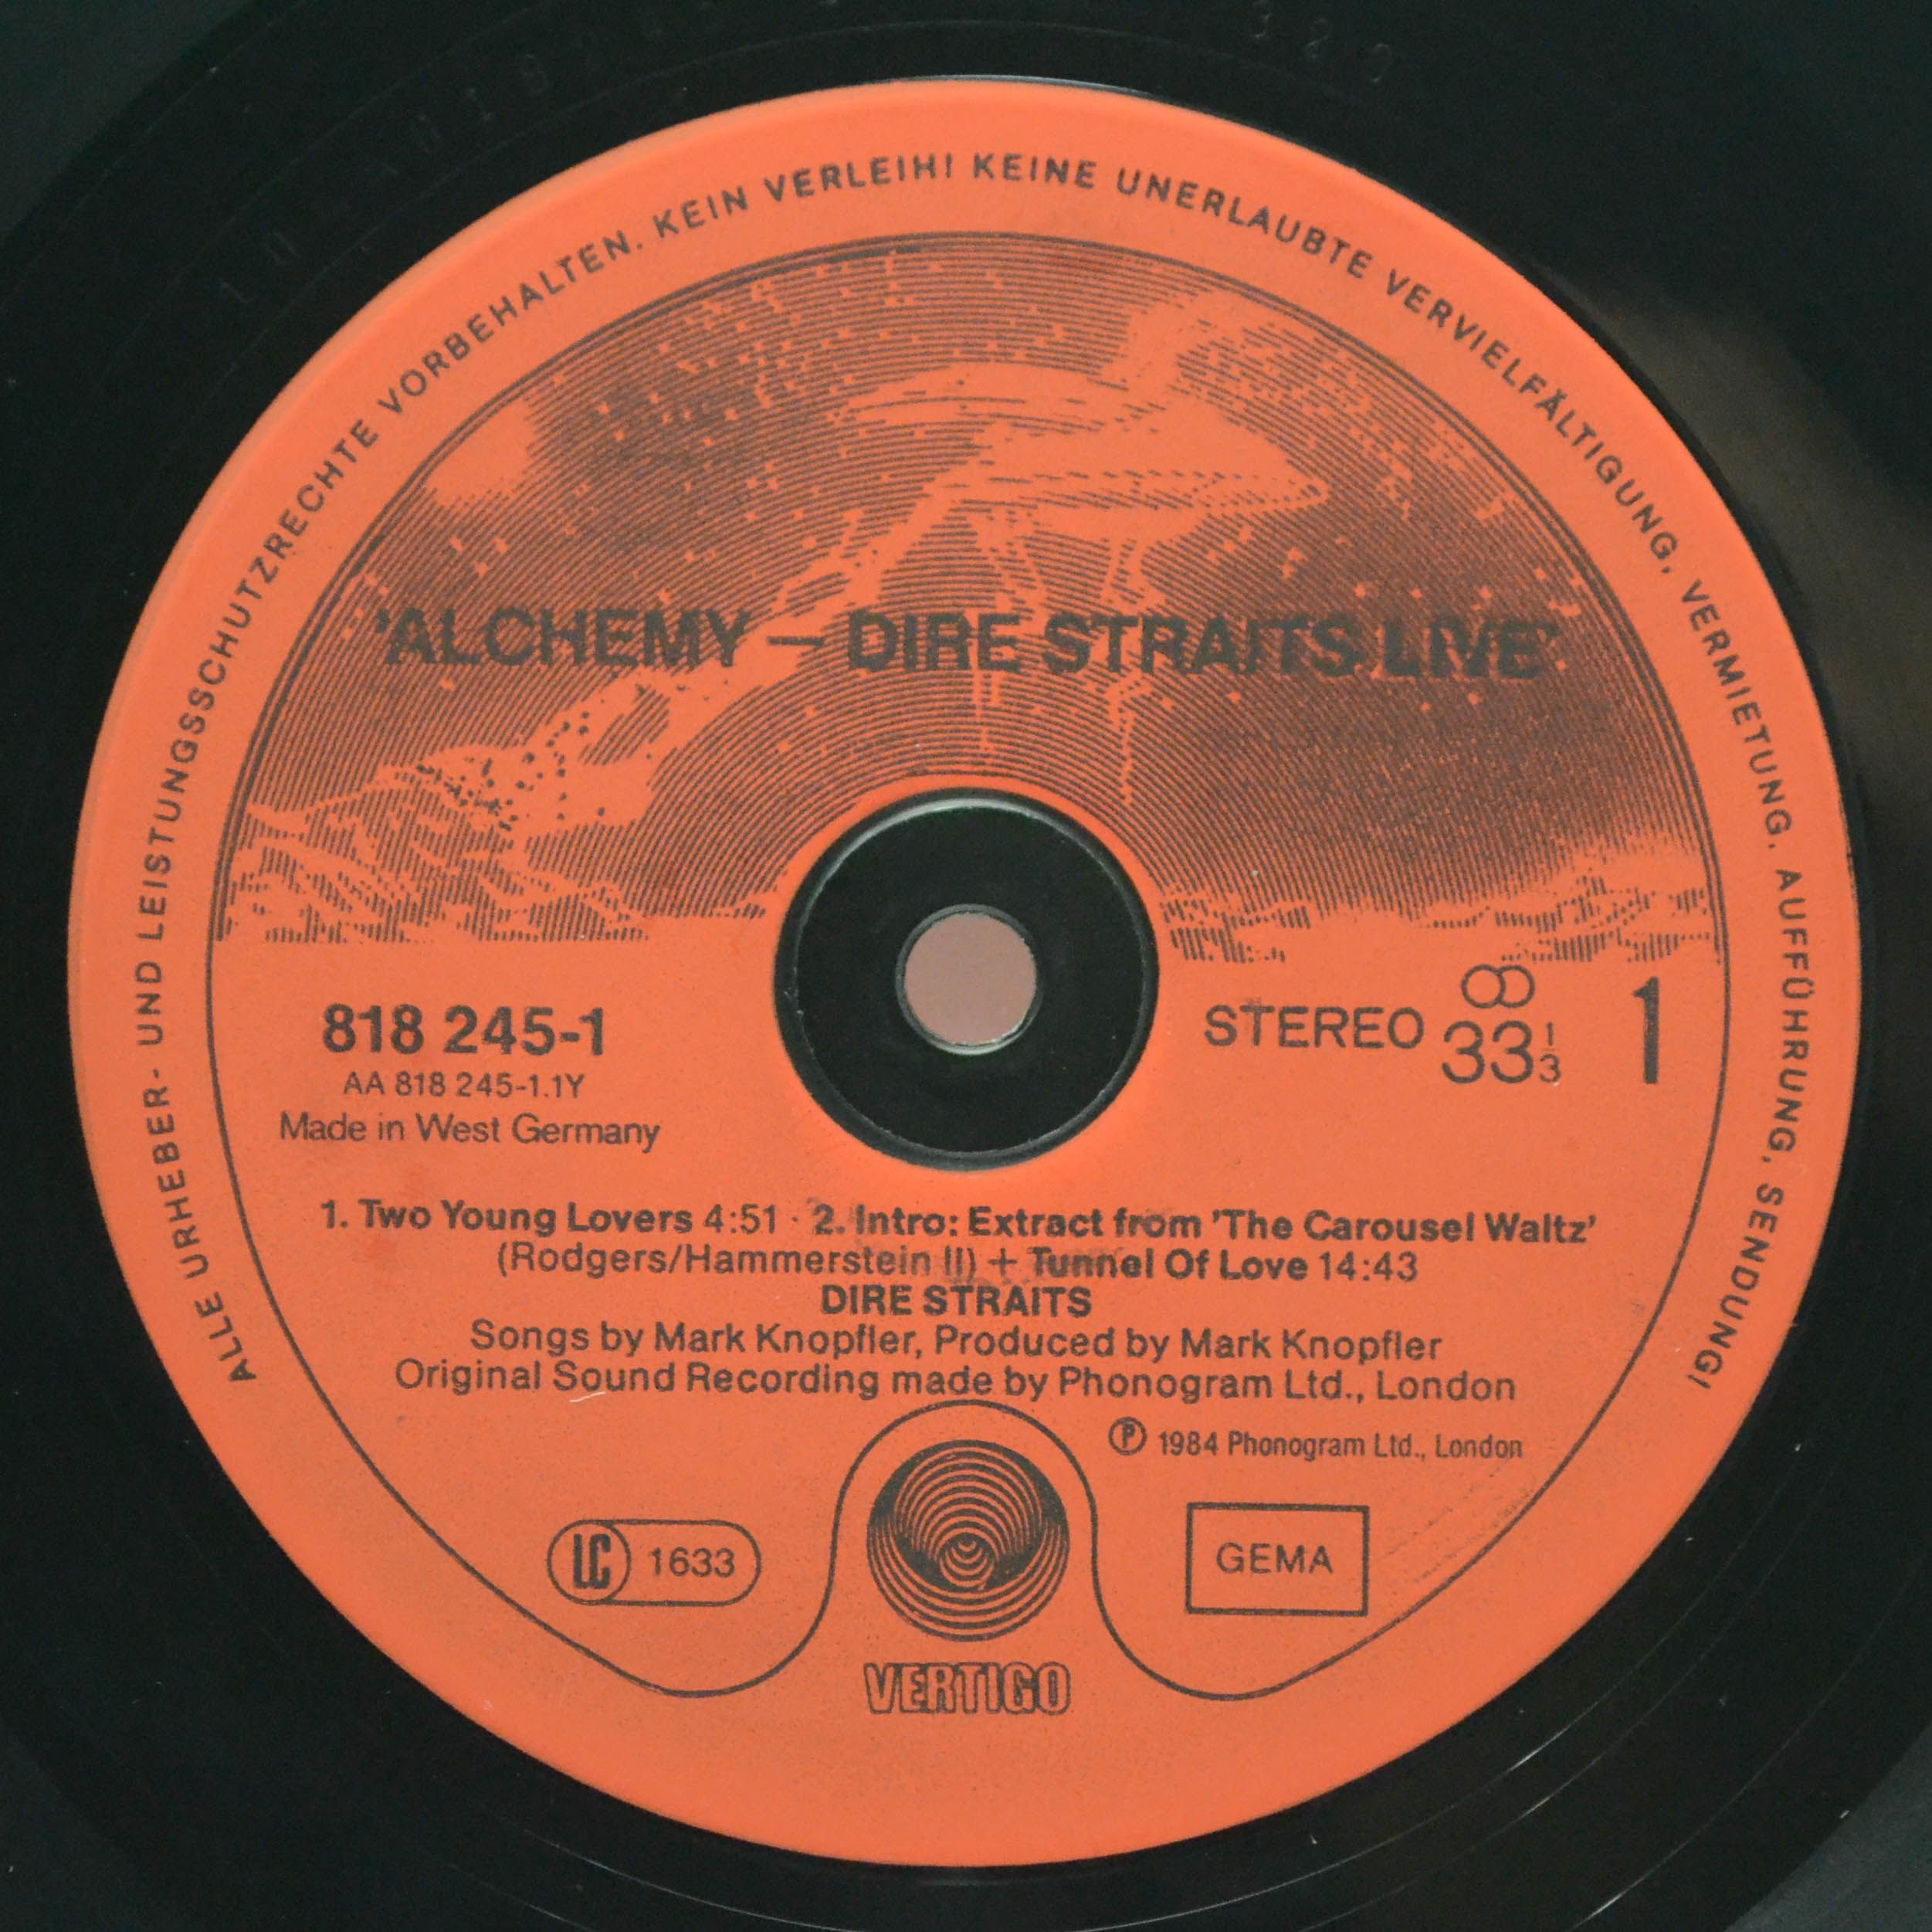 ALLE URHEBER- UND LEISTUNGSSCHUTZRECHTE VORBEHALTEN. KEIN VERLEIH! KEINE UNERLAUBTE VERVIELFÄLTIGUNG, VERMIETUNG. AUFFÜHRUNG, SENDUNG!
'ALCHEMY — DIRE STRAITS LIVE'
818 245-1
AA 818 245-1.1Y
Made in West Germany
STEREO 33 1/3
1
1. Two Young Lovers 4:51 · 2. Intro: Extract from 'The Carousel Waltz'
(Rodgers/Hammerstein II) + Tunnel Of Love 14:43
DIRE STRAITS
Songs by Mark Knopfler, Produced by Mark Knopfler
Original Sound Recording made by Phonogram Ltd., London
Ⓟ 1984 Phonogram Ltd., London
LC 1633
GEMA
VERTIGO